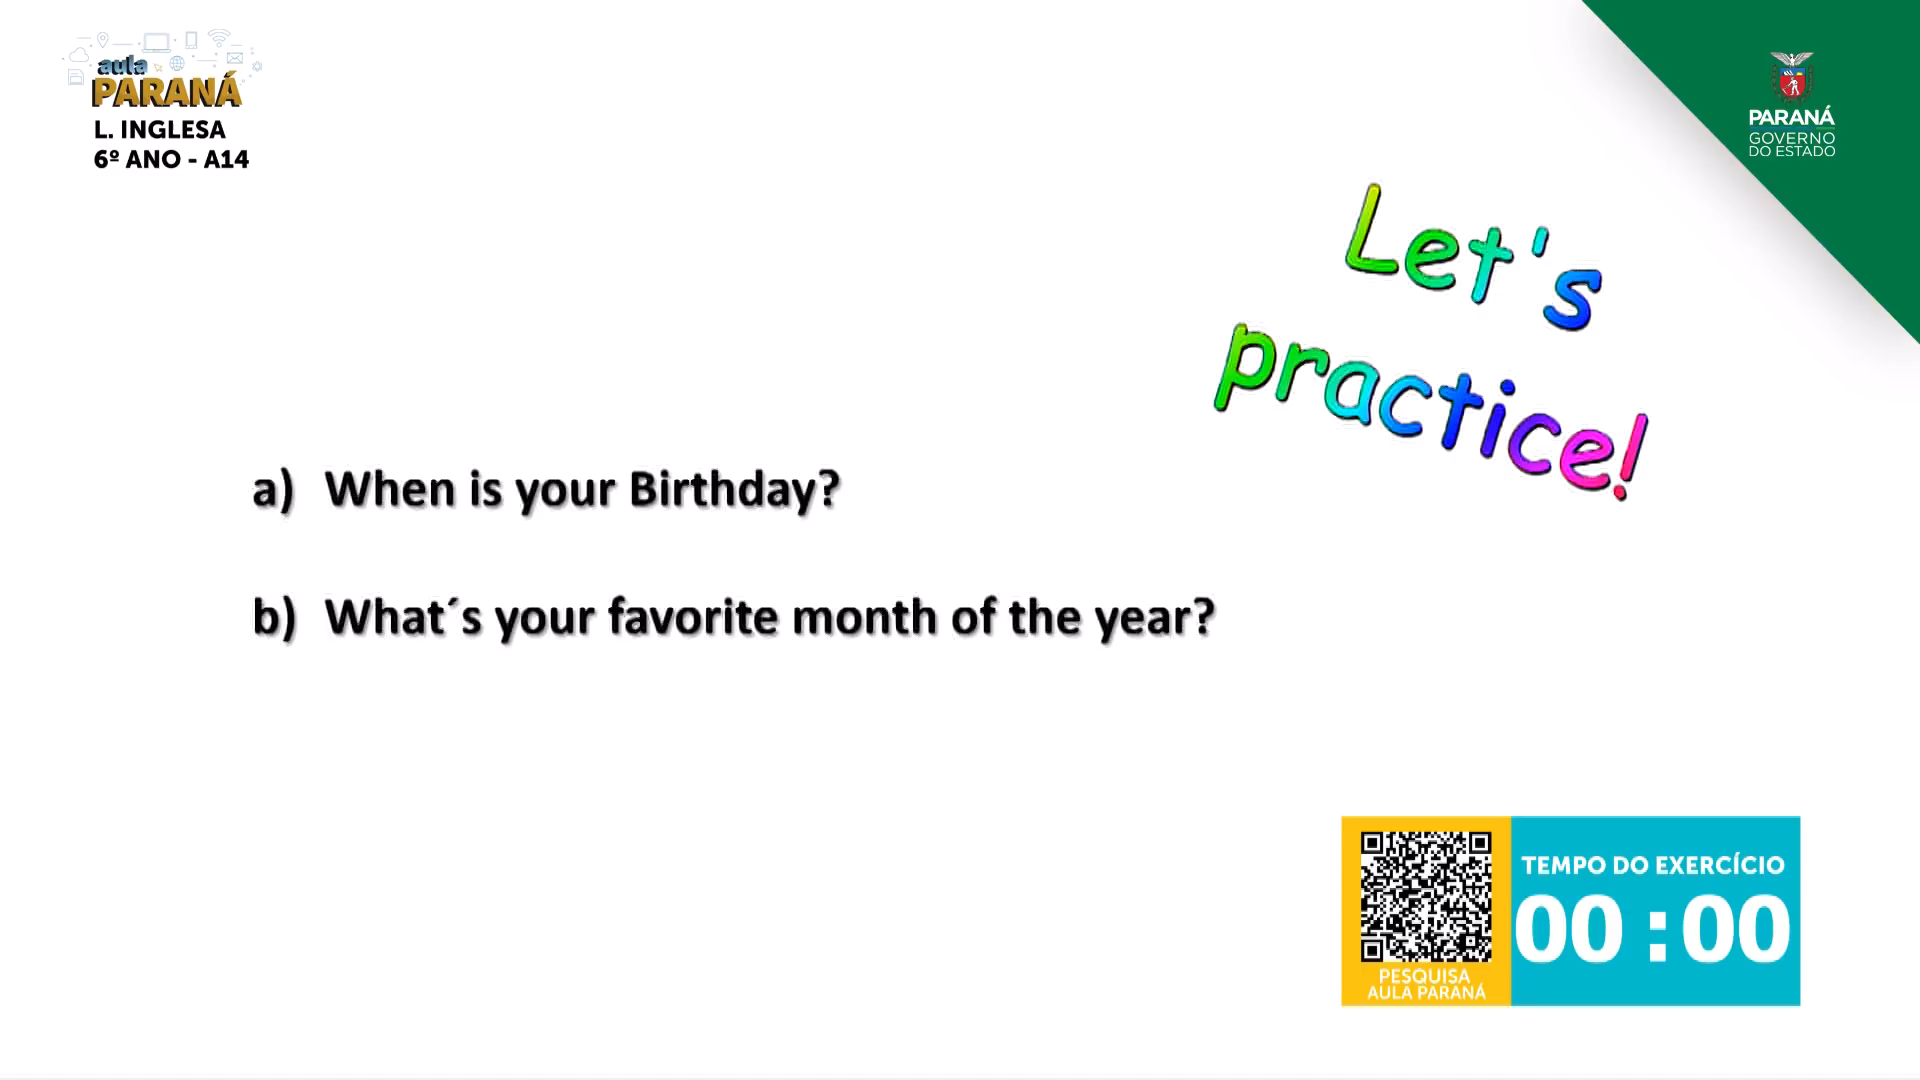 aula
PARANÁ
L. INGLESA
6º ANO - A14
PARANÁ
GOVERNO
DO ESTADO
Let's
practice!
a) When is your Birthday?
b) What´s your favorite month of the year?
TEMPO DO EXERCÍCIO
00:00
PESQUISA
AULA PARANÁ